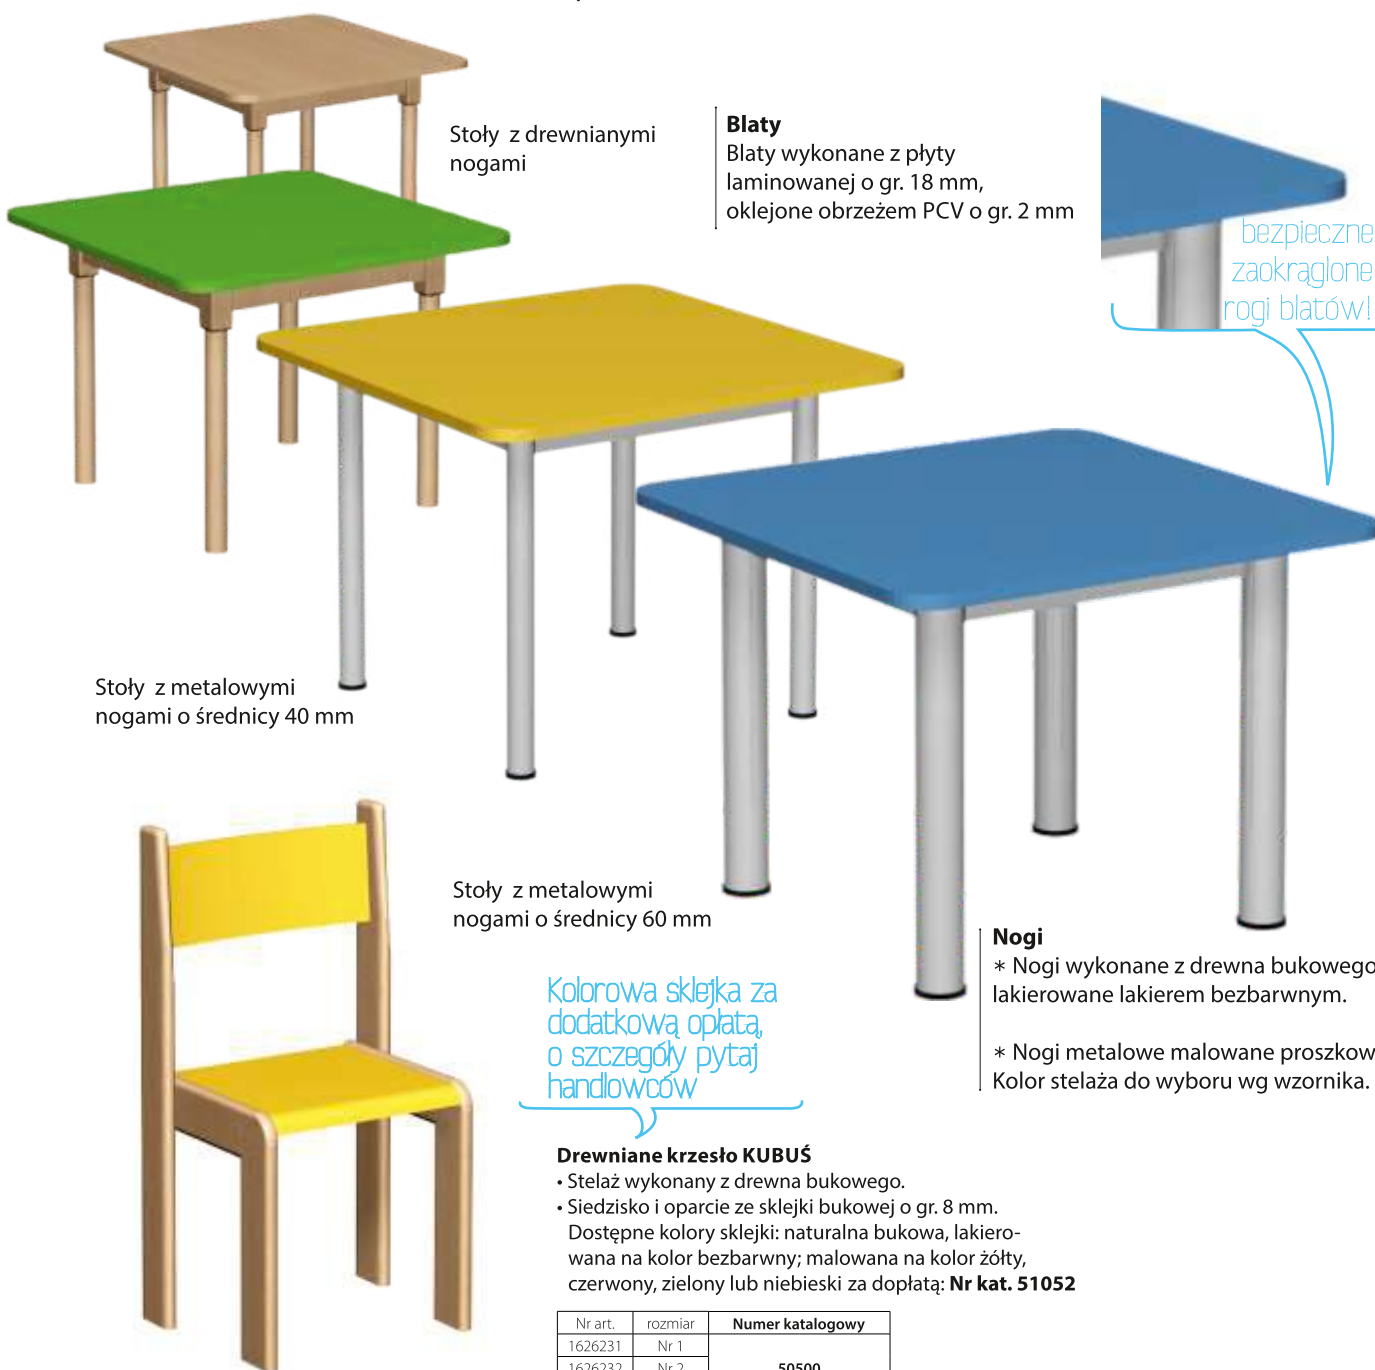 Stoły z drewnianymi
nogami
Blaty
Blaty wykonane z płyty
laminowanej o gr. 18 mm,
oklejone obrzeżem PCV o gr. 2 mm
bezpieczne
zaokrąglone
rogi blatów!
Stoły z metalowymi
nogami o średnicy 40 mm
Stoły z metalowymi
nogami o średnicy 60 mm
Nogi
* Nogi wykonane z drewna bukowego
lakierowane lakierem bezbarwnym.
* Nogi metalowe malowane proszkow
Kolor stelaża do wyboru wg wzornika.
Kolorowa sklejka za
dodatkową opłatą,
o szczegóły pytaj
handlowców
Drewniane krzesło KUBUŚ
• Stelaż wykonany z drewna bukowego.
• Siedzisko i oparcie ze sklejki bukowej o gr. 8 mm.
Dostępne kolory sklejki: naturalna bukowa, lakiero-
wana na kolor bezbarwny; malowana na kolor żółty,
czerwony, zielony lub niebieski za dopłatą: Nr kat. 51052
Nr art. rozmiar Numer katalogowy
1626231 Nr 1
1626232 Nr 2 50500